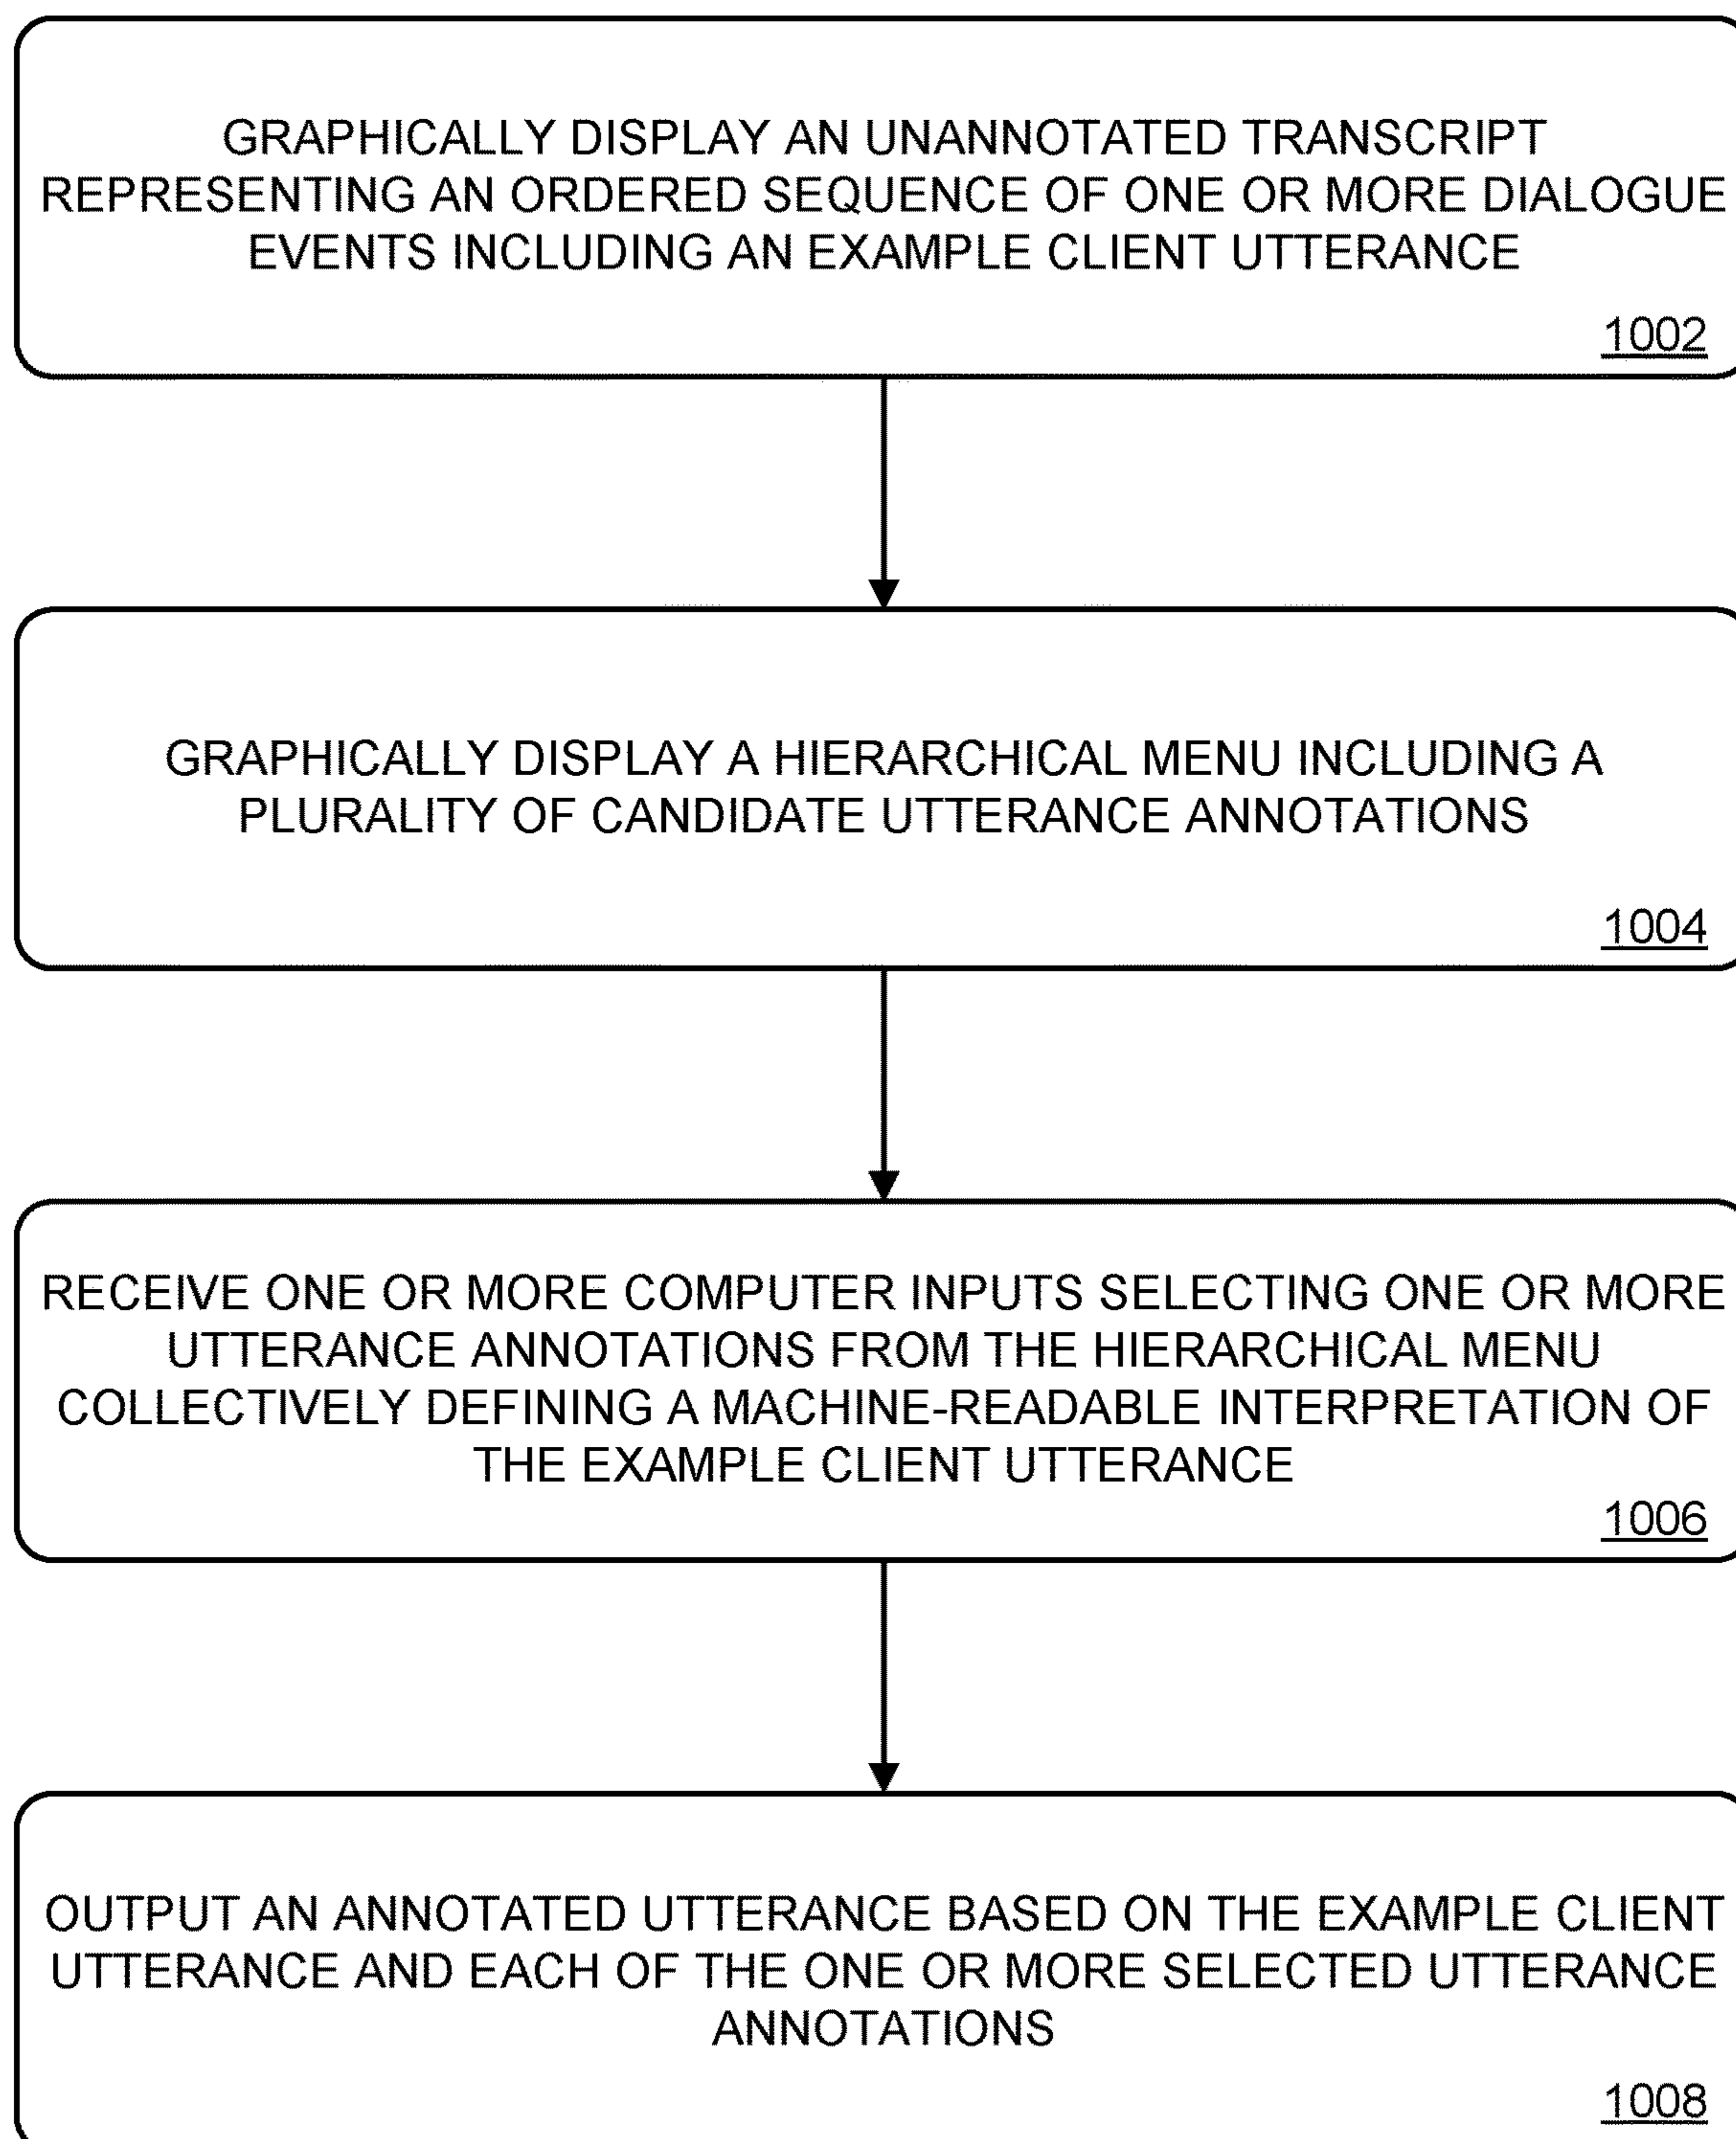 GRAPHICALLY DISPLAY AN UNANNOTATED TRANSCRIPT
REPRESENTING AN ORDERED SEQUENCE OF ONE OR MORE DIALOGUE
EVENTS INCLUDING AN EXAMPLE CLIENT UTTERANCE
1002
GRAPHICALLY DISPLAY A HIERARCHICAL MENU INCLUDING A
PLURALITY OF CANDIDATE UTTERANCE ANNOTATIONS
1004
RECEIVE ONE OR MORE COMPUTER INPUTS SELECTING ONE OR MORE
UTTERANCE ANNOTATIONS FROM THE HIERARCHICAL MENU
COLLECTIVELY DEFINING A MACHINE-READABLE INTERPRETATION OF
THE EXAMPLE CLIENT UTTERANCE
1006
OUTPUT AN ANNOTATED UTTERANCE BASED ON THE EXAMPLE CLIENT
UTTERANCE AND EACH OF THE ONE OR MORE SELECTED UTTERANCE
ANNOTATIONS
1008